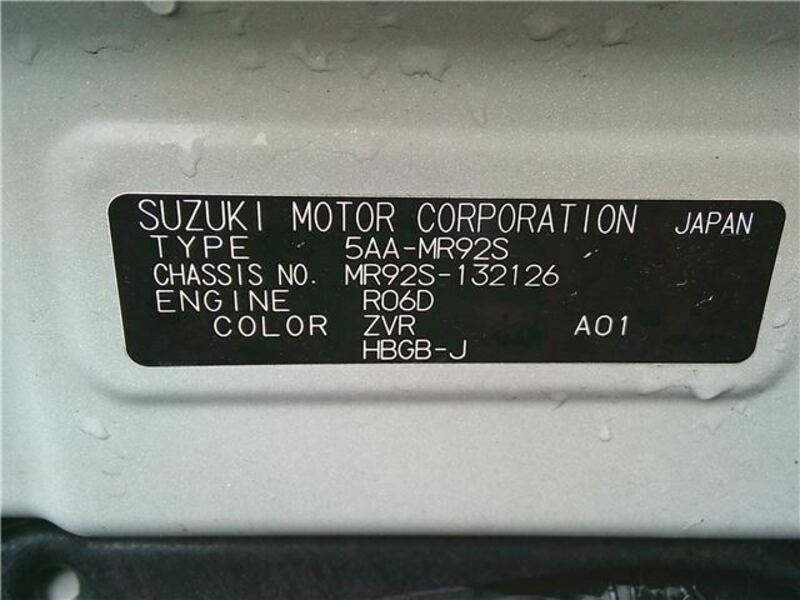 SUZUKI MOTOR CORPORATION JAPAN
TYPE 5AA-MR92S
CHASSIS NO. MR92S-132126
ENGINE R06D
COLOR ZVR A01
HBGB-J